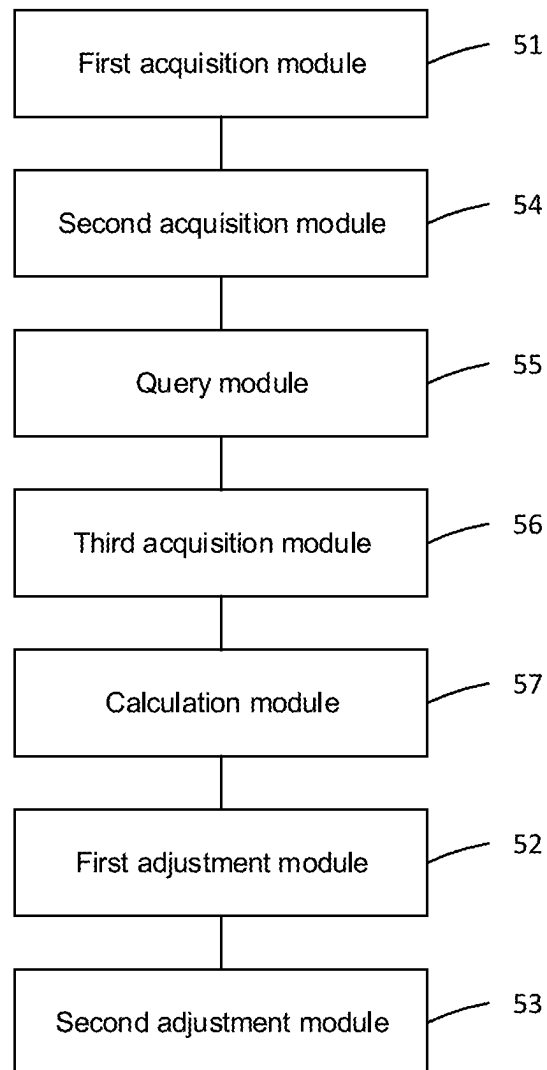 First acquisition module 51
Second acquisition module 54
Query module 55
Third acquisition module 56
Calculation module 57
First adjustment module 52
Second adjustment module 53